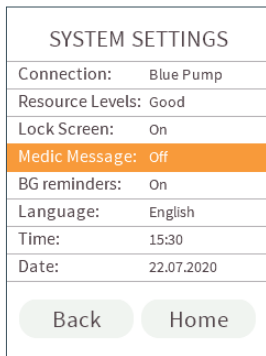 SYSTEM SETTINGS
Connection: Blue Pump
Resource Levels: Good
Lock Screen: On
Medic Message: Off
BG reminders: On
Language: English
Time: 15:30
Date: 22.07.2020
Back Home